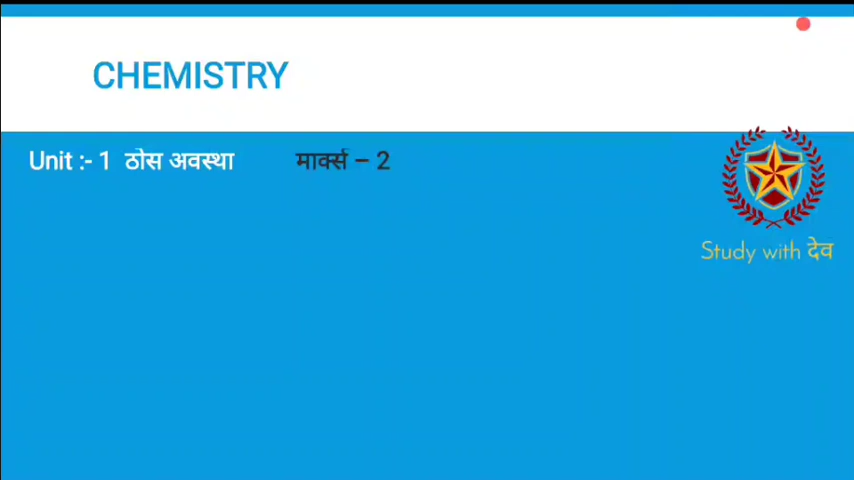 CHEMISTRY
Unit :- 1 ठोस अवस्था मार्क्स – 2
Study with देव